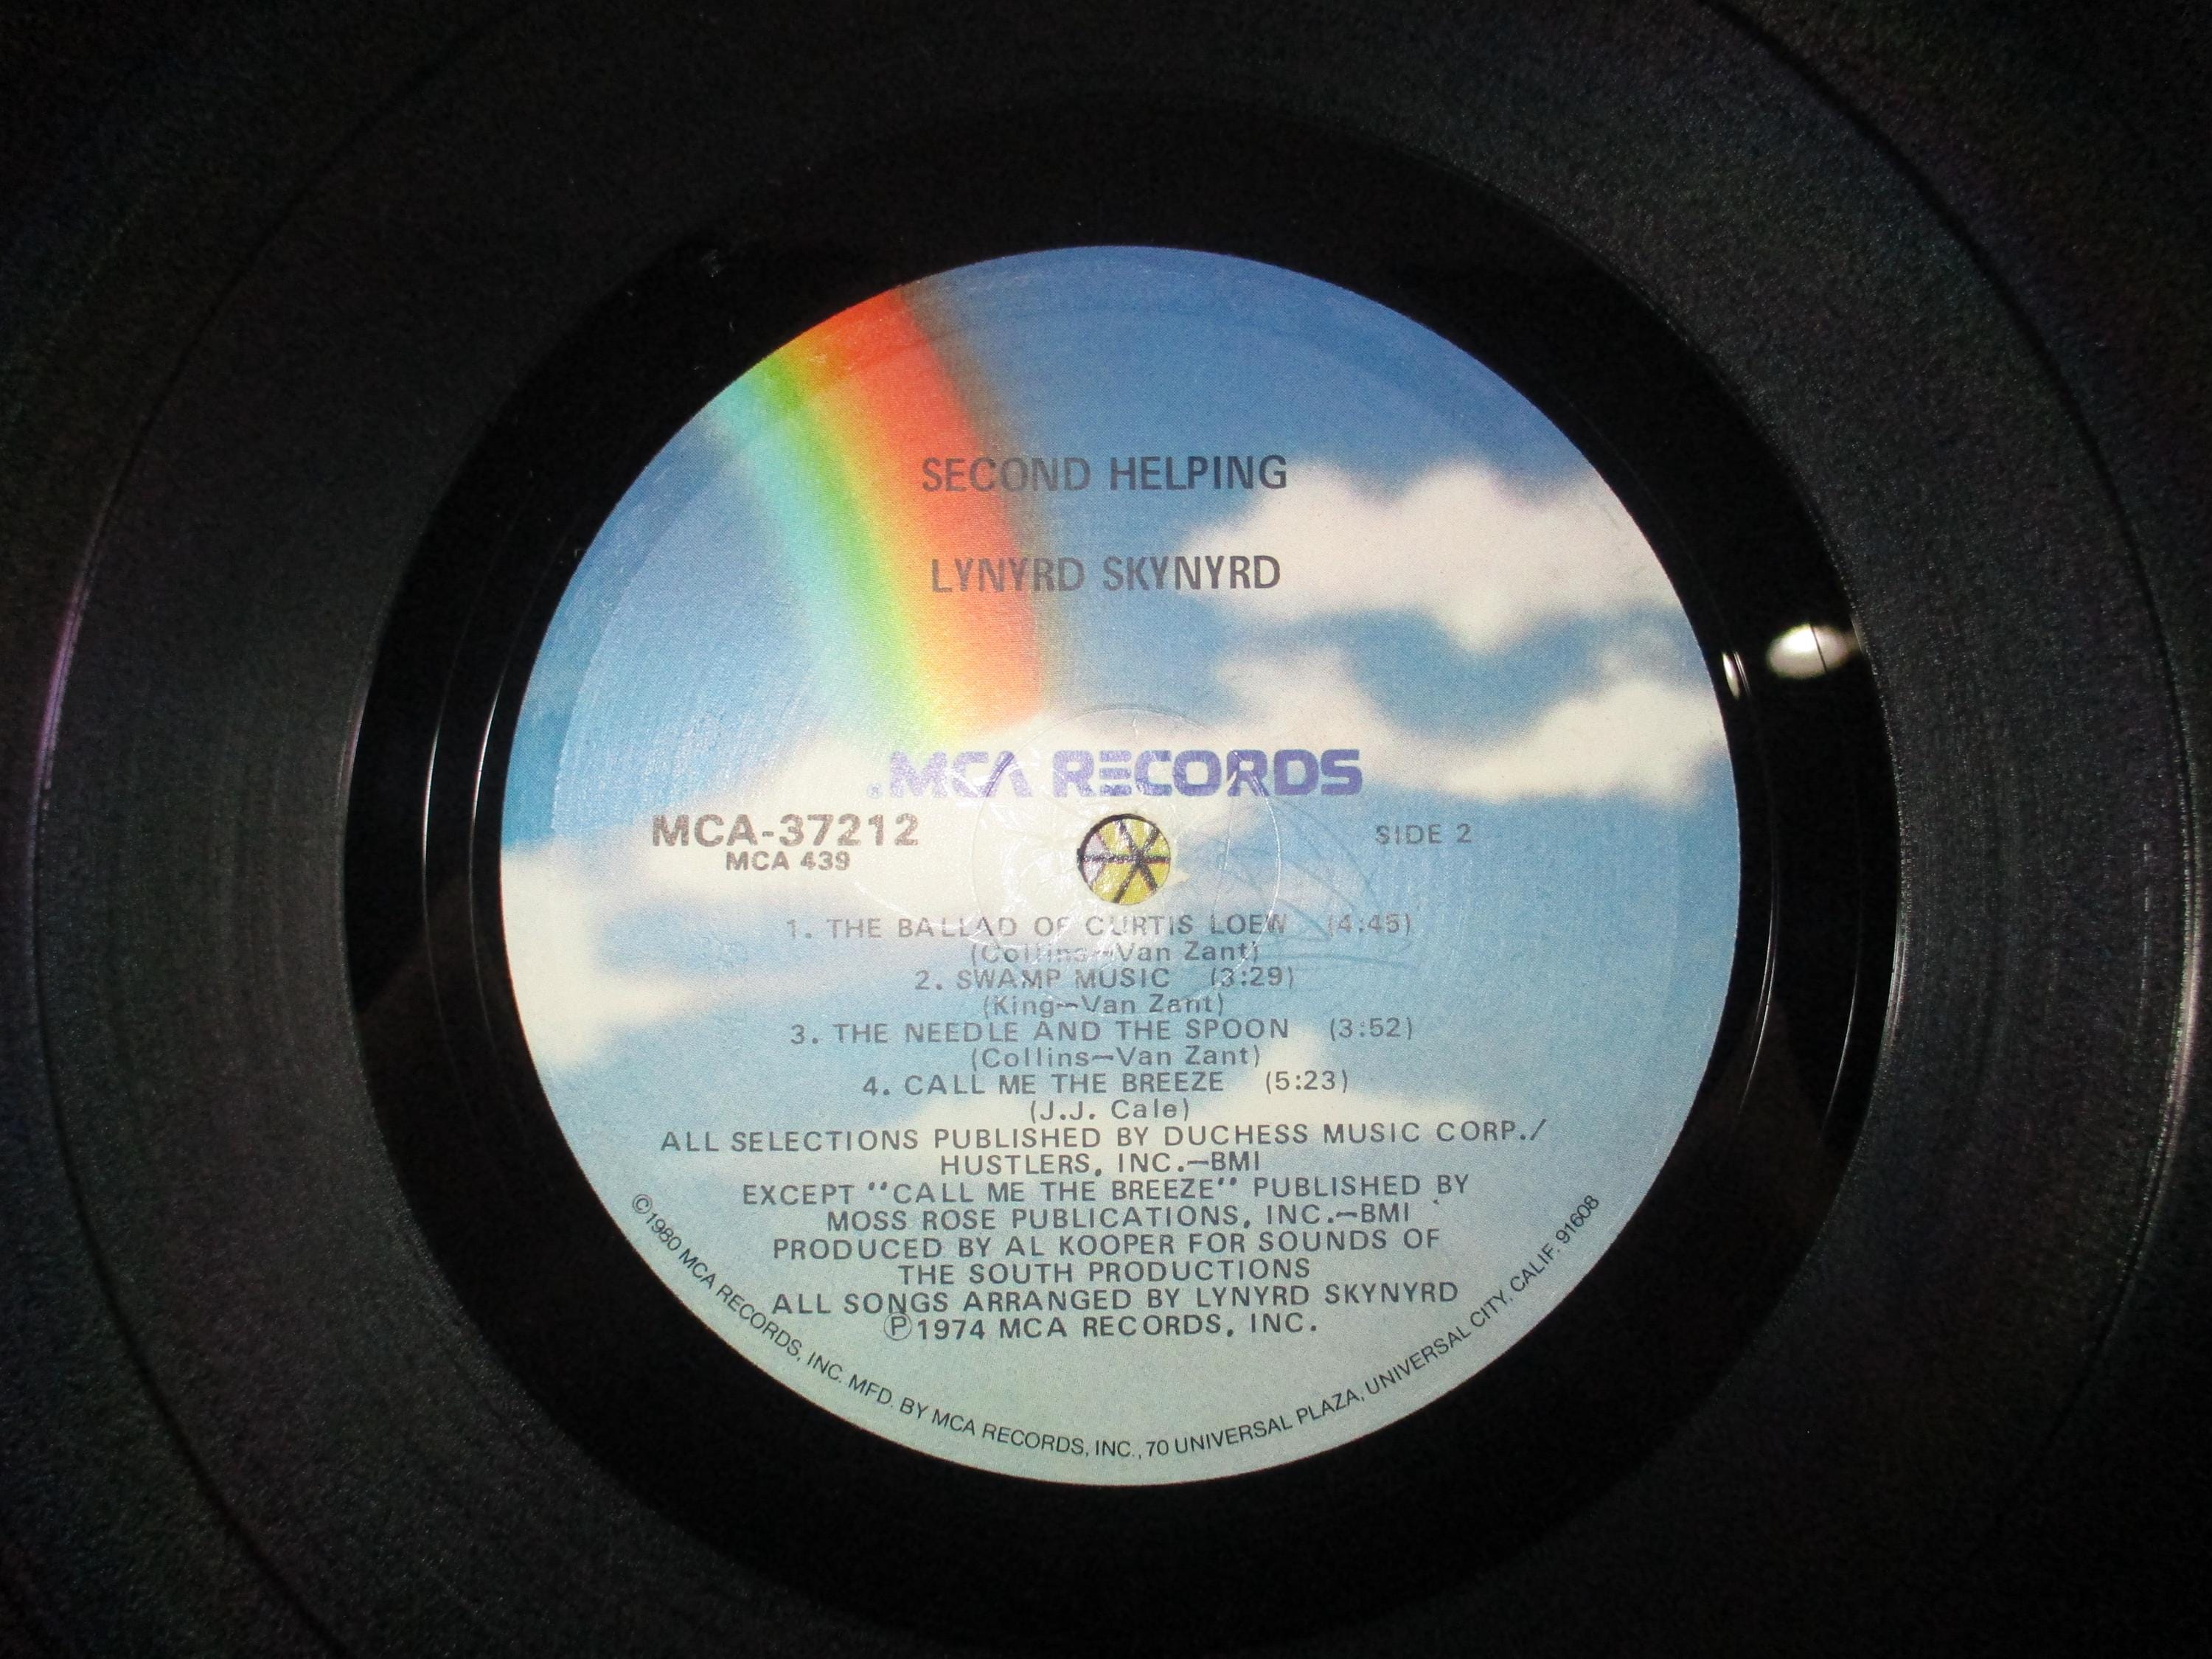 SECOND HELPING
LYNYRD SKYNYRD
MCA RECORDS
MCA-37212
MCA 439
SIDE 2
1. THE BALLAD OF CURTIS LOEW (4:45)
(Collins—Van Zant)
2. SWAMP MUSIC (3:29)
(King—Van Zant)
3. THE NEEDLE AND THE SPOON (3:52)
(Collins—Van Zant)
4. CALL ME THE BREEZE (5:23)
(J.J. Cale)
ALL SELECTIONS PUBLISHED BY DUCHESS MUSIC CORP./
HUSTLERS, INC.—BMI
EXCEPT "CALL ME THE BREEZE" PUBLISHED BY
MOSS ROSE PUBLICATIONS, INC.—BMI
PRODUCED BY AL KOOPER FOR SOUNDS OF
THE SOUTH PRODUCTIONS
ALL SONGS ARRANGED BY LYNYRD SKYNYRD
Ⓟ1974 MCA RECORDS, INC.
©1980 MCA RECORDS, INC. MFD. BY MCA RECORDS, INC., 70 UNIVERSAL PLAZA, UNIVERSAL CITY, CALIF. 91608